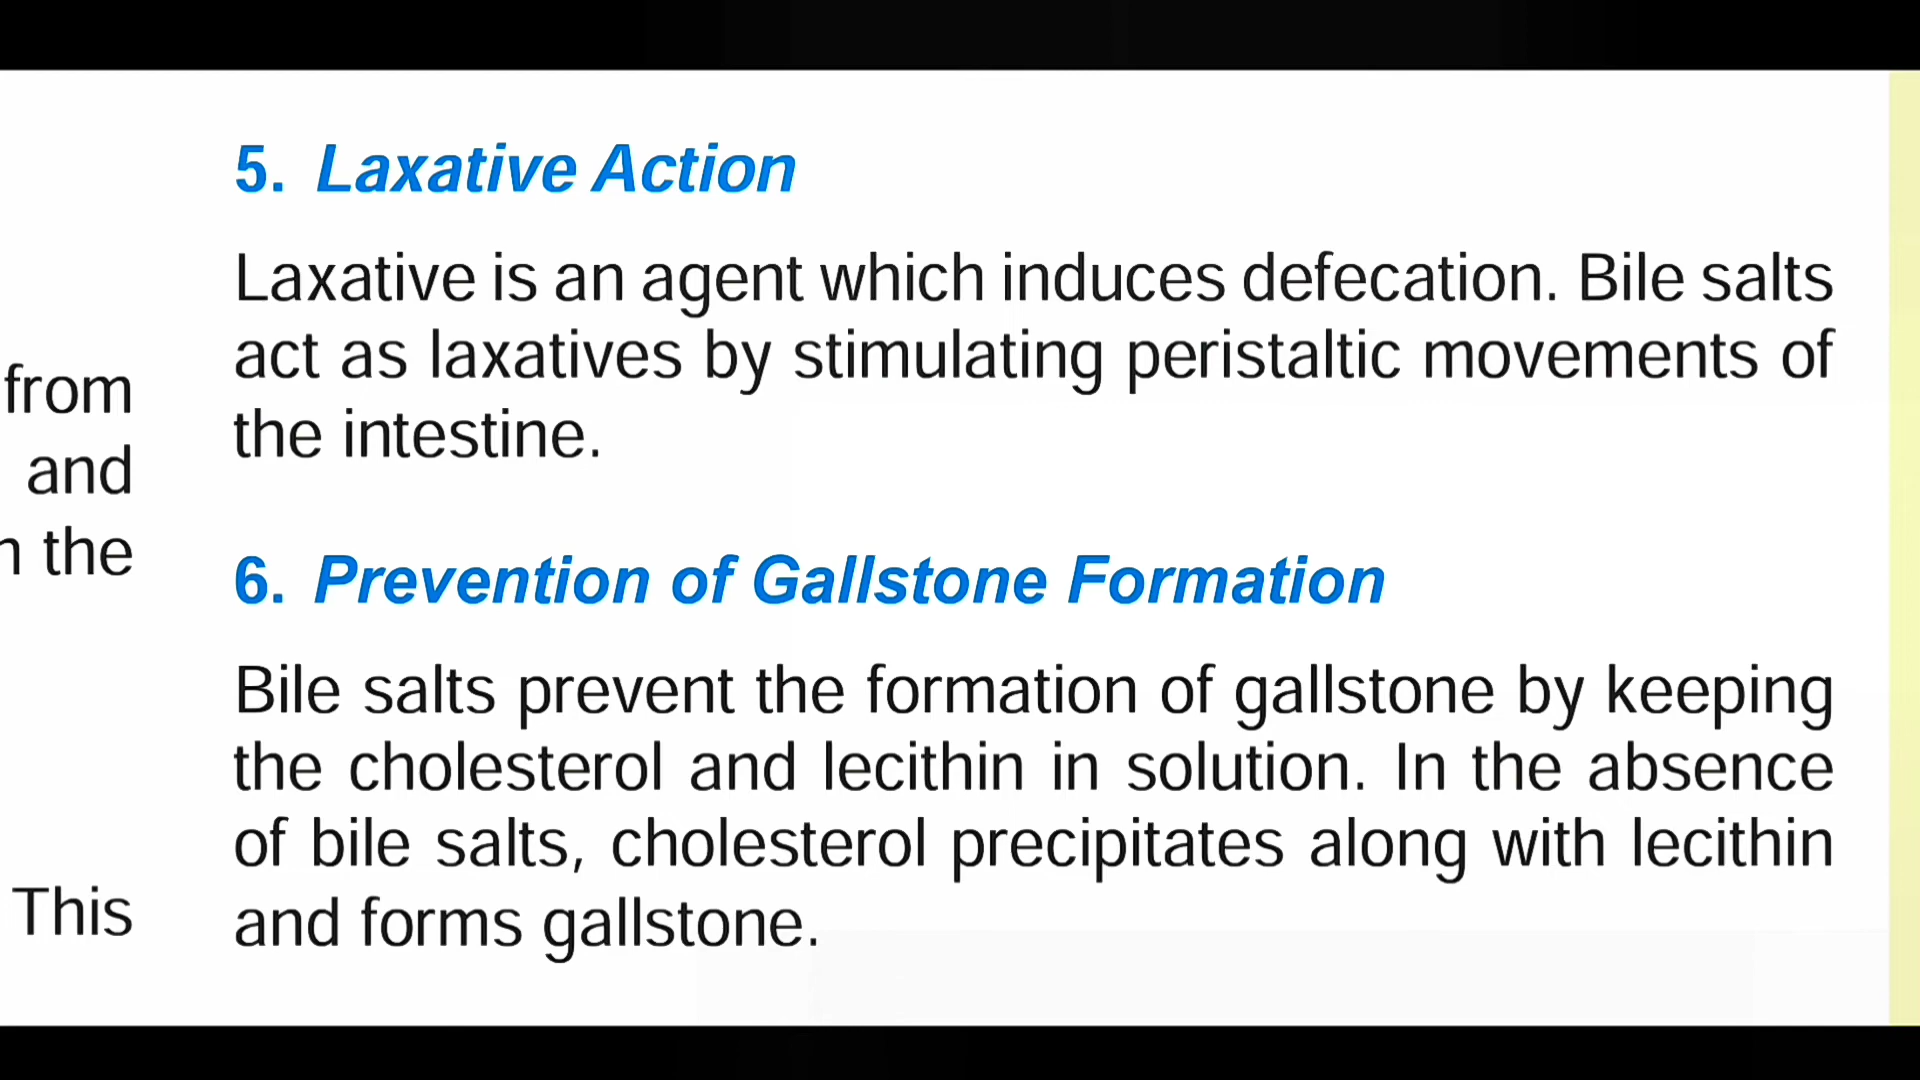 5. Laxative Action
Laxative is an agent which induces defecation. Bile salts
act as laxatives by stimulating peristaltic movements of
the intestine.
6. Prevention of Gallstone Formation
Bile salts prevent the formation of gallstone by keeping
the cholesterol and lecithin in solution. In the absence
of bile salts, cholesterol precipitates along with lecithin
and forms gallstone.
from
and
the
This